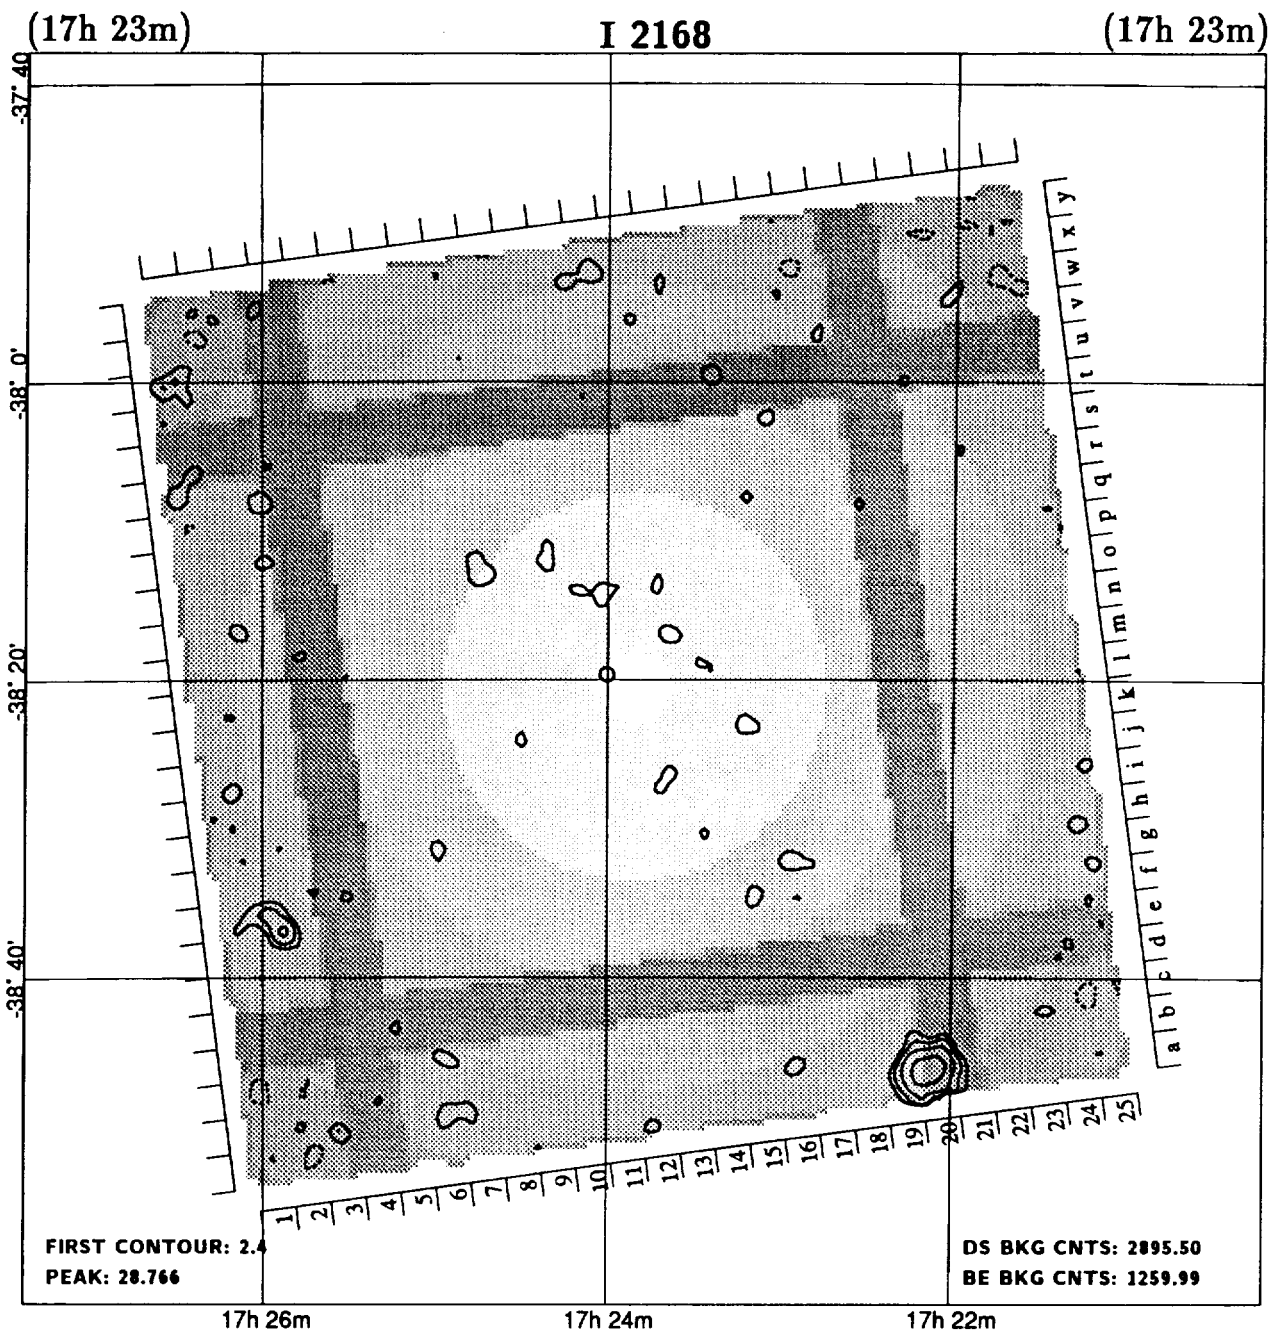 (17h 23m) I 2168 (17h 23m)
-37° 40
-38° 0'
-38° 20'
-38° 40'
y
x
w
v
u
t
s
r
q
p
o
n
m
l
k
j
i
h
g
f
e
d
c
b
a
1 2 3 4 5 6 7 8 9 10 11 12 13 14 15 16 17 18 19 20 21 22 23 24 25
FIRST CONTOUR: 2.4
PEAK: 28.766
DS BKG CNTS: 2895.50
BE BKG CNTS: 1259.99
17h 26m 17h 24m 17h 22m